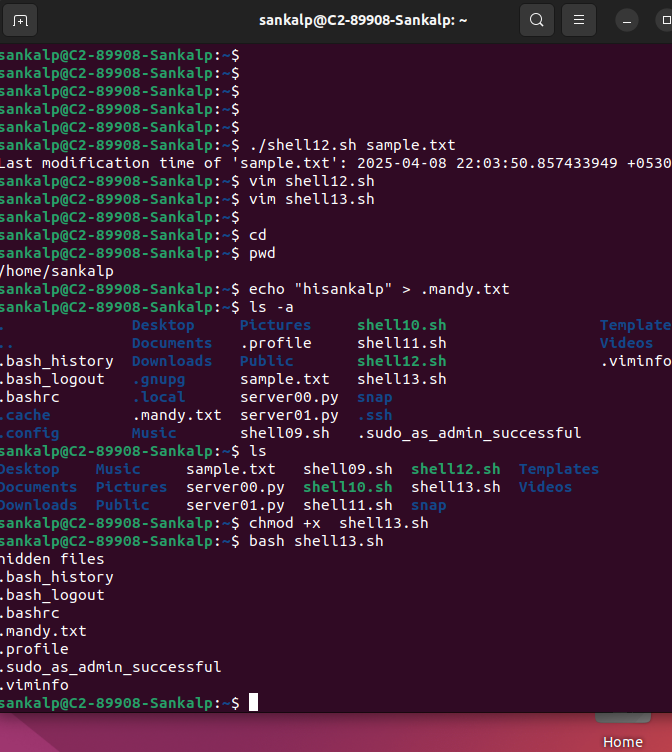 sankalp@C2-89908-Sankalp: ~
sankalp@C2-89908-Sankalp:~$
sankalp@C2-89908-Sankalp:~$
sankalp@C2-89908-Sankalp:~$
sankalp@C2-89908-Sankalp:~$
sankalp@C2-89908-Sankalp:~$
sankalp@C2-89908-Sankalp:~$ ./shell12.sh sample.txt
Last modification time of 'sample.txt': 2025-04-08 22:03:50.857433949 +0530
sankalp@C2-89908-Sankalp:~$ vim shell12.sh
sankalp@C2-89908-Sankalp:~$ vim shell13.sh
sankalp@C2-89908-Sankalp:~$
sankalp@C2-89908-Sankalp:~$ cd
sankalp@C2-89908-Sankalp:~$ pwd
/home/sankalp
sankalp@C2-89908-Sankalp:~$ echo "hisankalp" > .mandy.txt
sankalp@C2-89908-Sankalp:~$ ls -a
. Desktop Pictures shell10.sh Template
.. Documents .profile shell11.sh Videos
.bash_history Downloads Public shell12.sh .viminfo
.bash_logout .gnupg sample.txt shell13.sh
.bashrc .local server00.py snap
.cache .mandy.txt server01.py .ssh
.config Music shell09.sh .sudo_as_admin_successful
sankalp@C2-89908-Sankalp:~$ ls
Desktop Music sample.txt shell09.sh shell12.sh Templates
Documents Pictures server00.py shell10.sh shell13.sh Videos
Downloads Public server01.py shell11.sh snap
sankalp@C2-89908-Sankalp:~$ chmod +x  shell13.sh
sankalp@C2-89908-Sankalp:~$ bash shell13.sh
hidden files
.bash_history
.bash_logout
.bashrc
.mandy.txt
.profile
.sudo_as_admin_successful
.viminfo
sankalp@C2-89908-Sankalp:~$
Home